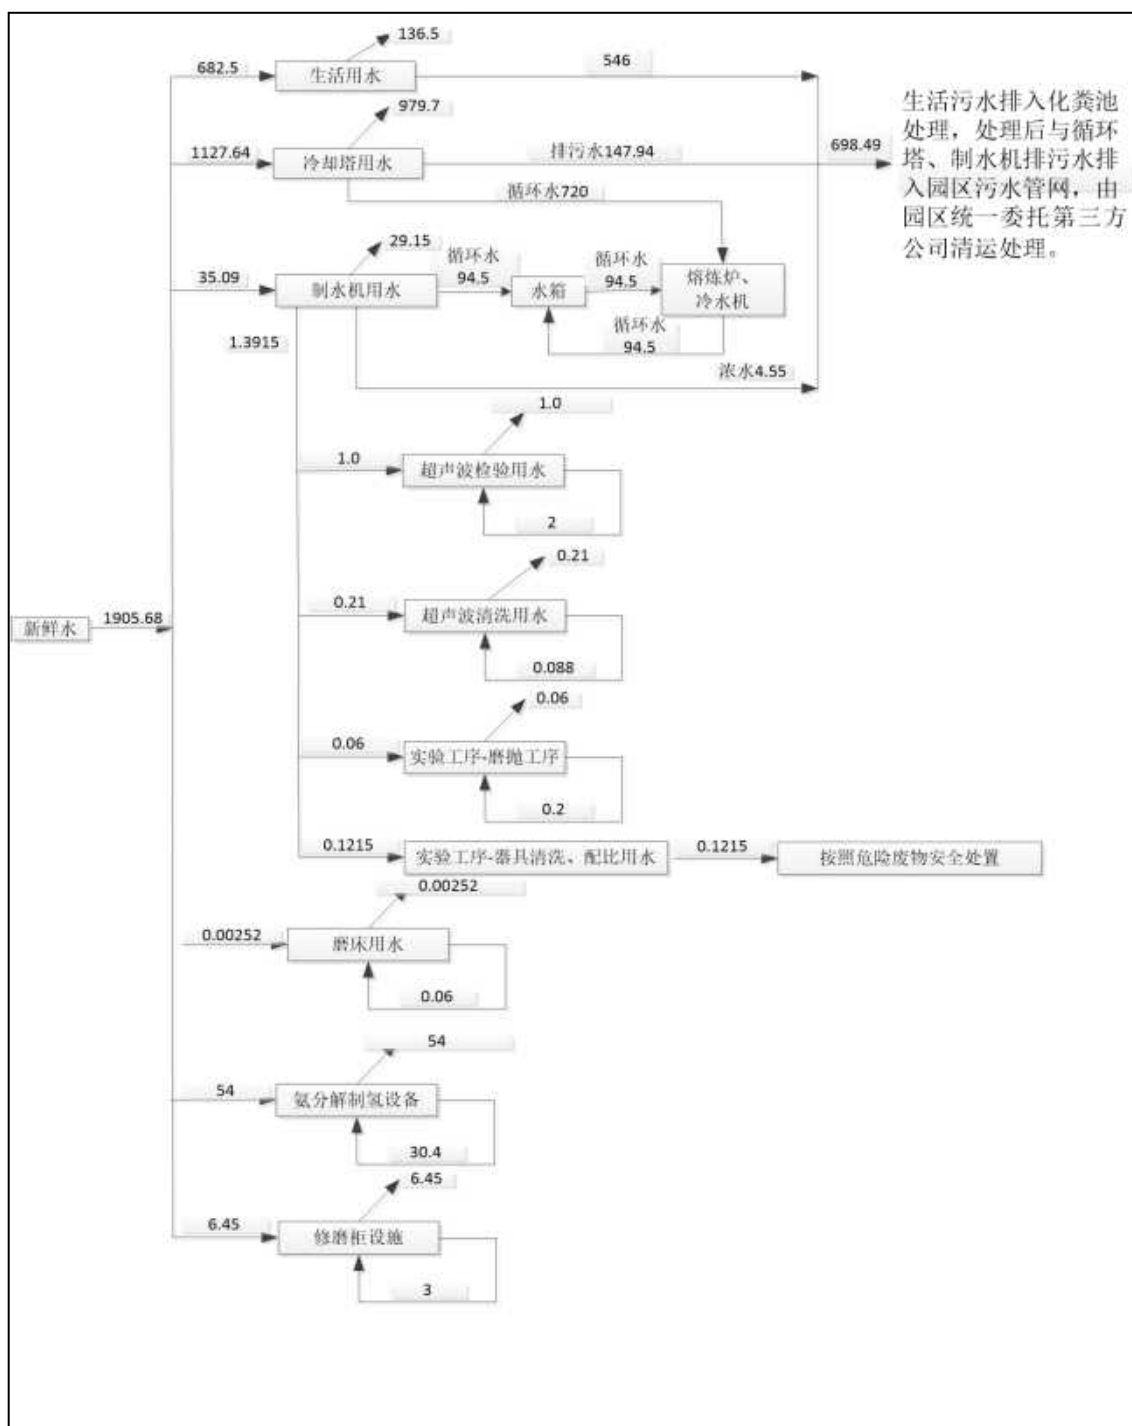 136.5
682.5
生活用水
546
979.7
1127.64
冷却塔用水
排污水147.94
698.49
生活污水排入化粪池
处理，处理后与循环
塔、制水机排污水排
入园区污水管网，由
园区统一委托第三方
公司清运处理。
循环水720
29.15
35.09
制水机用水
循环水
94.5
水箱
循环水
94.5
熔炼炉、
冷水机
循环水
94.5
1.3915
浓水4.55
1.0
1.0
超声波检验用水
2
0.21
0.21
超声波清洗用水
0.088
新鲜水
1905.68
0.06
0.06
实验工序-磨抛工序
0.2
0.1215
实验工序-器具清洗、配比用水
0.1215
按照危险废物安全处置
0.00252
0.00252
磨床用水
0.06
54
54
氨分解制氢设备
30.4
6.45
6.45
修磨柜设施
3